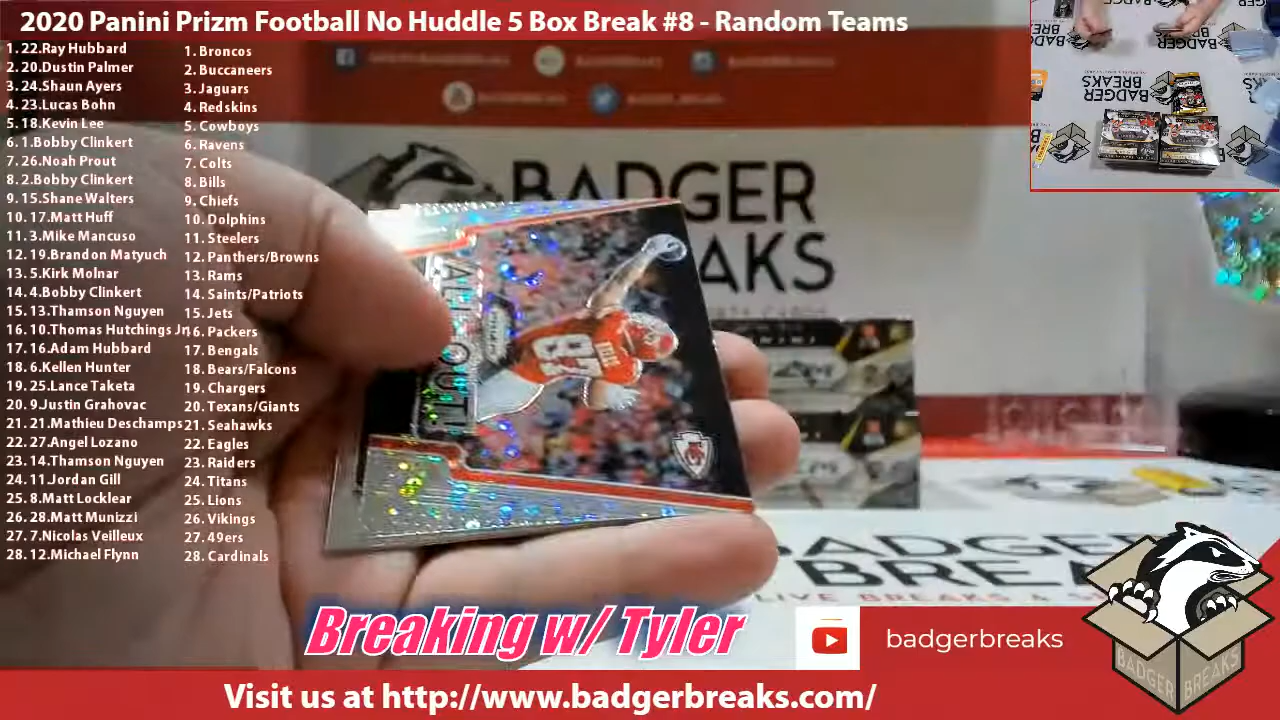 2020 Panini Prizm Football No Huddle 5 Box Break #8 - Random Teams
1. 22.Ray Hubbard 1. Broncos
2. 20.Dustin Palmer 2. Buccaneers
3. 24.Shaun Ayers 3. Jaguars
4. 23.Lucas Bohn 4. Redskins
5. 18.Kevin Lee 5. Cowboys
6. 1.Bobby Clinkert 6. Ravens
7. 26.Noah Prout 7. Colts
8. 2.Bobby Clinkert 8. Bills
9. 15.Shane Walters 9. Chiefs
10. 17.Matt Huff 10. Dolphins
11. 3.Mike Mancuso 11. Steelers
12. 19.Brandon Matyuch 12. Panthers/Browns
13. 5.Kirk Molnar 13. Rams
14. 4.Bobby Clinkert 14. Saints/Patriots
15. 13.Thamson Nguyen 15. Jets
16. 10.Thomas Hutchings Jr. 16. Packers
17. 16.Adam Hubbard 17. Bengals
18. 6.Kellen Hunter 18. Bears/Falcons
19. 25.Lance Taketa 19. Chargers
20. 9.Justin Grahovac 20. Texans/Giants
21. 21.Mathieu Deschamps 21. Seahawks
22. 27.Angel Lozano 22. Eagles
23. 14.Thamson Nguyen 23. Raiders
24. 11.Jordan Gill 24. Titans
25. 8.Matt Locklear 25. Lions
26. 28.Matt Munizzi 26. Vikings
27. 7.Nicolas Veilleux 27. 49ers
28. 12.Michael Flynn 28. Cardinals
BADGER
BREAKS
BADGER
BREAKS
87
BADGER
BREA
LIVE BREAKS &
Breaking w/ Tyler
badgerbreaks
BADGER BREAKS
Visit us at http://www.badgerbreaks.com/